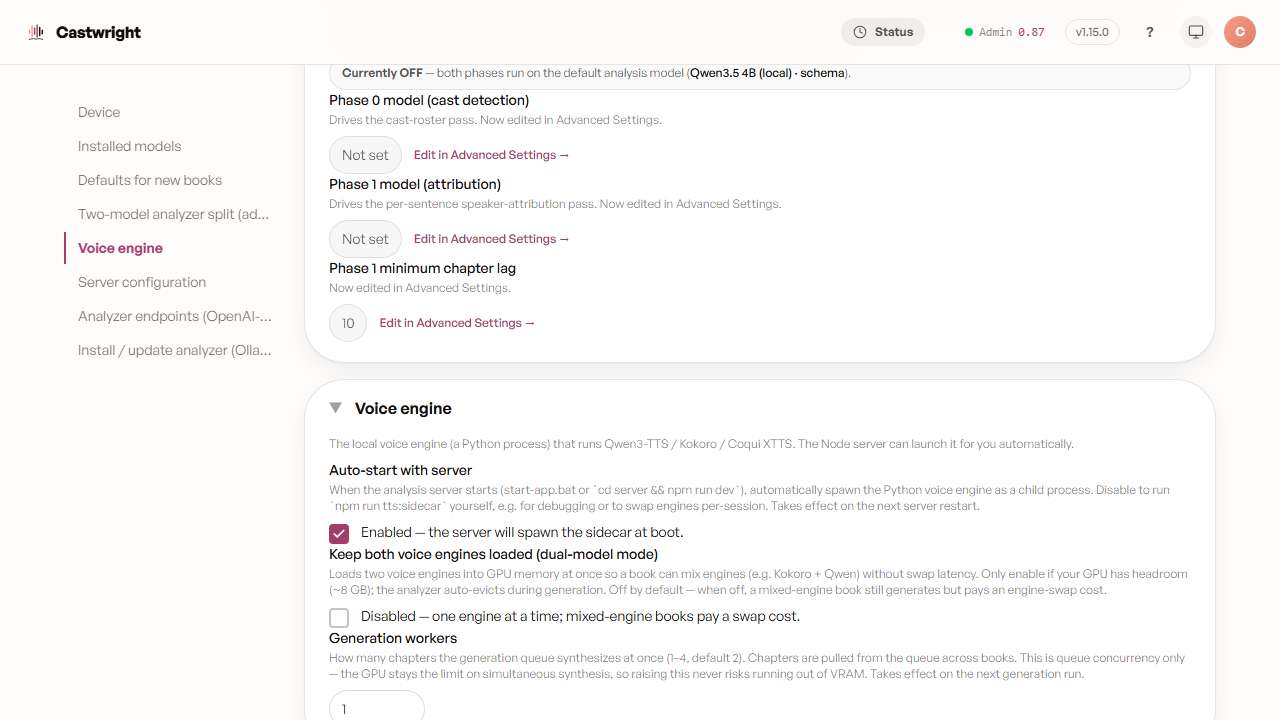 Castwright
Status
Admin 0.87
v1.15.0
?
C
Device
Installed models
Defaults for new books
Two-model analyzer split (ad...
Voice engine
Server configuration
Analyzer endpoints (OpenAI-...
Install / update analyzer (Olla...
Currently OFF — both phases run on the default analysis model (Qwen3.5 4B (local) · schema).
Phase 0 model (cast detection)
Drives the cast-roster pass. Now edited in Advanced Settings.
Not set
Edit in Advanced Settings →
Phase 1 model (attribution)
Drives the per-sentence speaker-attribution pass. Now edited in Advanced Settings.
Not set
Edit in Advanced Settings →
Phase 1 minimum chapter lag
Now edited in Advanced Settings.
10
Edit in Advanced Settings →
Voice engine
The local voice engine (a Python process) that runs Qwen3-TTS / Kokoro / Coqui XTTS. The Node server can launch it for you automatically.
Auto-start with server
When the analysis server starts (start-app.bat or `cd server && npm run dev`), automatically spawn the Python voice engine as a child process. Disable to run
`npm run tts:sidecar` yourself, e.g. for debugging or to swap engines per-session. Takes effect on the next server restart.
Enabled — the server will spawn the sidecar at boot.
Keep both voice engines loaded (dual-model mode)
Loads two voice engines into GPU memory at once so a book can mix engines (e.g. Kokoro + Qwen) without swap latency. Only enable if your GPU has headroom
(~8 GB); the analyzer auto-evicts during generation. Off by default — when off, a mixed-engine book still generates but pays an engine-swap cost.
Disabled — one engine at a time; mixed-engine books pay a swap cost.
Generation workers
How many chapters the generation queue synthesizes at once (1–4, default 2). Chapters are pulled from the queue across books. This is queue concurrency only
— the GPU stays the limit on simultaneous synthesis, so raising this never risks running out of VRAM. Takes effect on the next generation run.
1